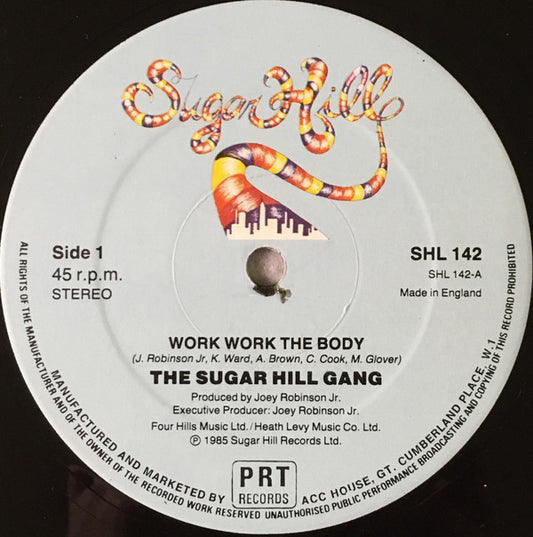 Sugar Hill
Side 1
45 r.p.m.
STEREO
SHL 142
SHL 142-A
Made in England
WORK WORK THE BODY
(J. Robinson Jr, K. Ward, A. Brown, C. Cook, M. Glover)
THE SUGAR HILL GANG
Produced by Joey Robinson Jr.
Executive Producer: Joey Robinson Jr.
Four Hills Music Ltd./Heath Levy Music Co. Ltd.
℗ 1985 Sugar Hill Records Ltd.
MANUFACTURED AND MARKETED BY PRT RECORDS ACC HOUSE, GT. CUMBERLAND PLACE, W.1
ALL RIGHTS OF THE MANUFACTURER AND OF THE OWNER OF THE RECORDED WORK RESERVED UNAUTHORISED PUBLIC PERFORMANCE BROADCASTING AND COPYING OF THIS RECORD PROHIBITED